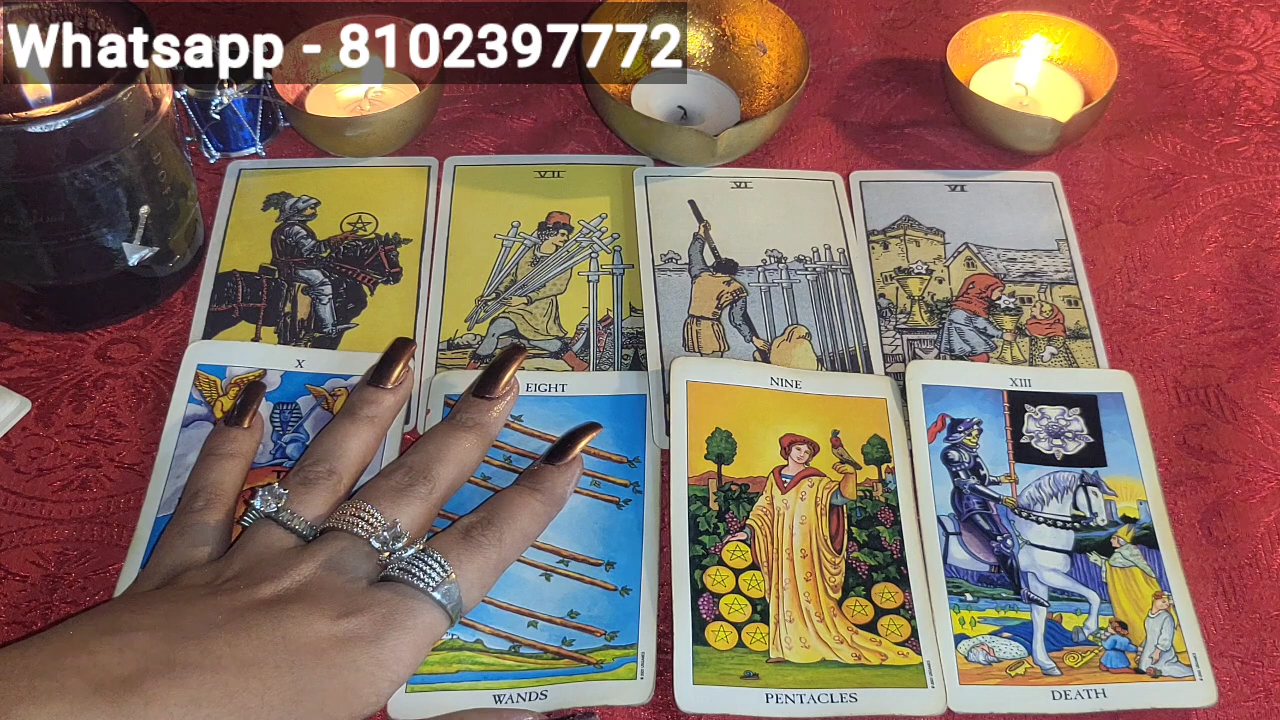 Whatsapp - 8102397772
VII
VI
VI
X
EIGHT
NINE
XIII
WANDS
PENTACLES
DEATH